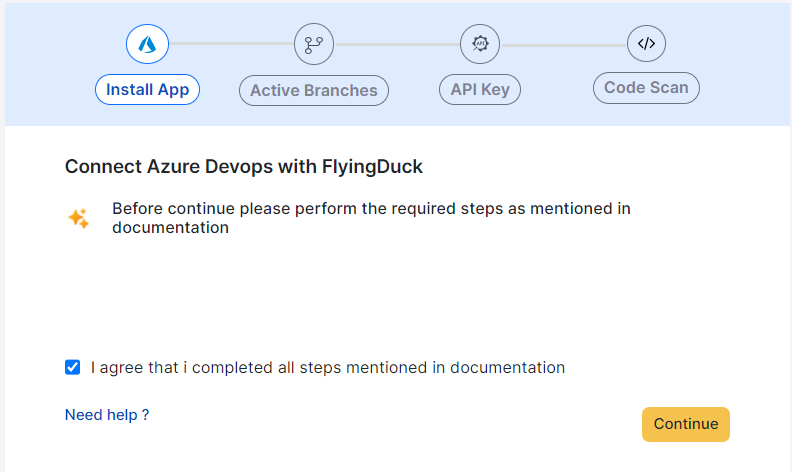 Install App
Active Branches
API Key
Code Scan
Connect Azure Devops with FlyingDuck
Before continue please perform the required steps as mentioned in
documentation
I agree that i completed all steps mentioned in documentation
Need help ?
Continue